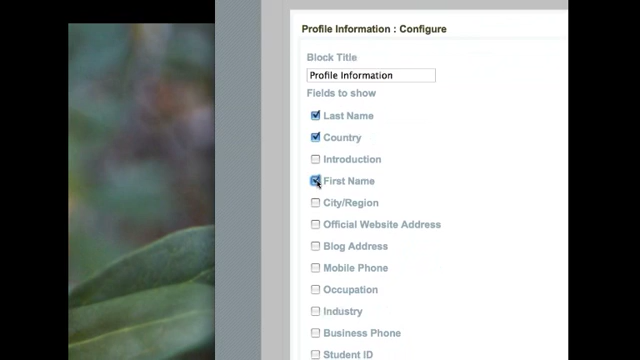 Profile Information : Configure
Block Title
Profile Information
Fields to show
Last Name
Country
Introduction
First Name
City/Region
Official Website Address
Blog Address
Mobile Phone
Occupation
Industry
Business Phone
Student ID